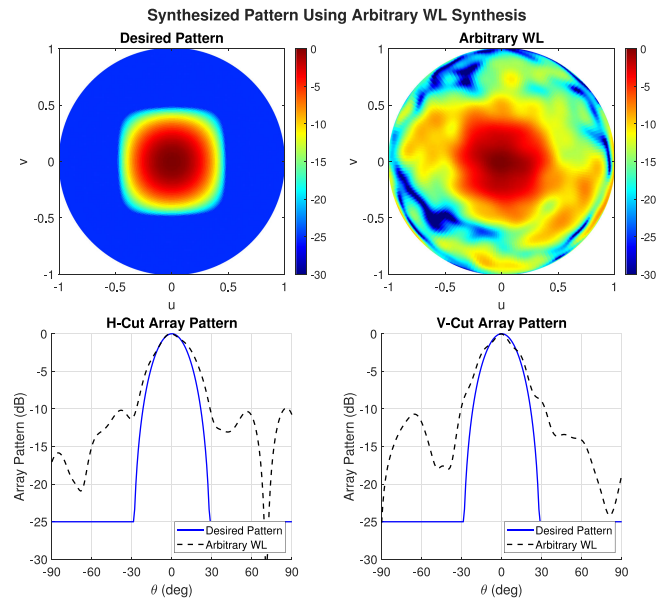 Synthesized Pattern Using Arbitrary WL Synthesis
Desired Pattern
Arbitrary WL
1
0.5
0
-0.5
-1
v
-1 -0.5 0 0.5 1
u
0
-5
-10
-15
-20
-25
-30
1
0.5
0
-0.5
-1
v
-1 -0.5 0 0.5 1
u
0
-5
-10
-15
-20
-25
-30
H-Cut Array Pattern
0
-5
-10
-15
-20
-25
-30
Array Pattern (dB)
-90 -60 -30 0 30 60 90
θ (deg)
Desired Pattern
Arbitrary WL
V-Cut Array Pattern
0
-5
-10
-15
-20
-25
-30
Array Pattern (dB)
-90 -60 -30 0 30 60 90
θ (deg)
Desired Pattern
Arbitrary WL